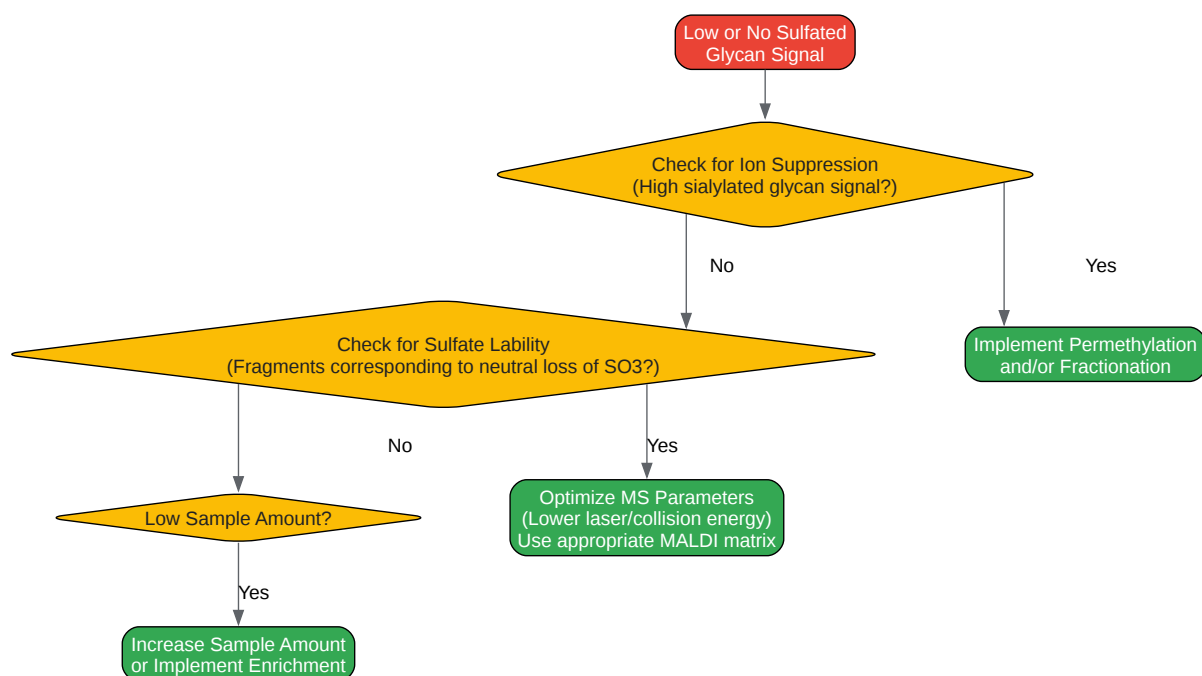 Low or No Sulfated
Glycan Signal
Check for Ion Suppression
(High sialylated glycan signal?)
No
Yes
Check for Sulfate Lability
(Fragments corresponding to neutral loss of SO3?)
Implement Permethylation
and/or Fractionation
No
Yes
Low Sample Amount?
Optimize MS Parameters
(Lower laser/collision energy)
Use appropriate MALDI matrix
Yes
Increase Sample Amount
or Implement Enrichment